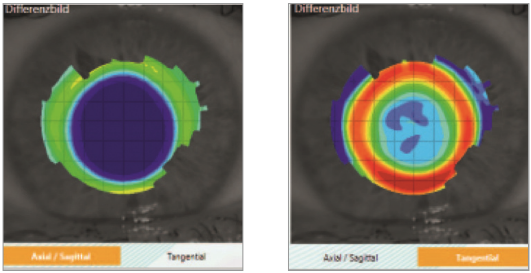 Differenzbild
Axial / Sagittal
Tangential
Differenzbild
Axial / Sagittal
Tangential